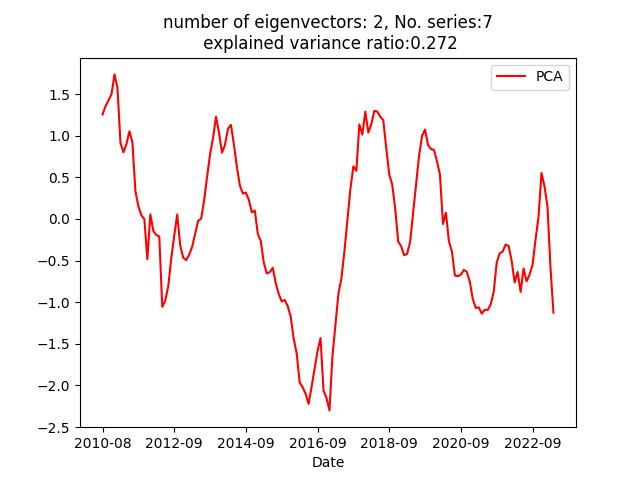 number of eigenvectors: 2, No. series:7
explained variance ratio:0.272
PCA
1.5
1.0
0.5
0.0
−0.5
−1.0
−1.5
−2.0
−2.5
2010-08 2012-09 2014-09 2016-09 2018-09 2020-09 2022-09
Date